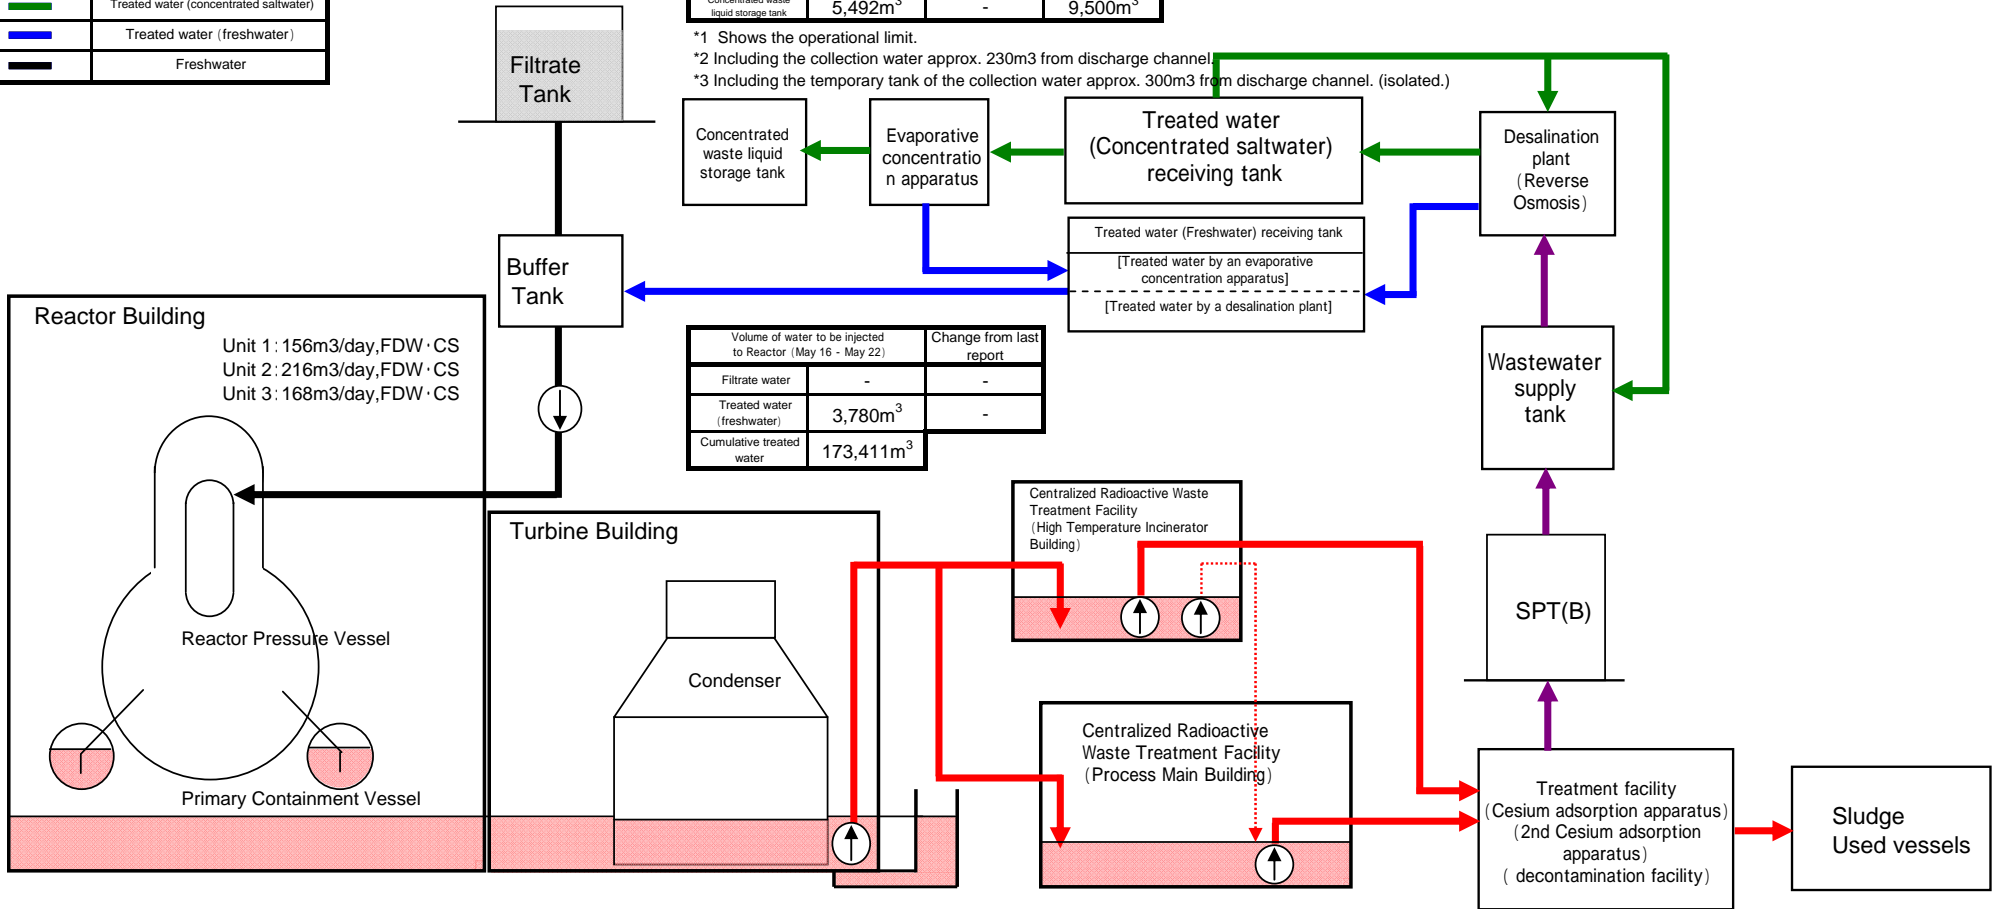 Treated water (concentrated saltwater)
Treated water (freshwater)
Freshwater
Filtrate
Tank
Concentrated waste
liquid storage tank
5,492m3
-
9,500m3
*1 Shows the operational limit.
*2 Including the collection water approx. 230m3 from discharge channel.
*3 Including the temporary tank of the collection water approx. 300m3 from discharge channel. (isolated.)
Concentrated
waste liquid
storage tank
Evaporative
concentratio
n apparatus
Treated water
(Concentrated saltwater)
receiving tank
Desalination
plant
(Reverse
Osmosis)
Treated water (Freshwater) receiving tank
[Treated water by an evaporative
concentration apparatus]
[Treated water by a desalination plant]
Buffer
Tank
Reactor Building
Unit 1:156m3/day,FDW・CS
Unit 2:216m3/day,FDW・CS
Unit 3:168m3/day,FDW・CS
Volume of water to be injected
to Reactor (May 16 - May 22)
Change from last
report
Filtrate water
-
-
Treated water
(freshwater)
3,780m3
-
Cumulative treated
water
173,411m3
Wastewater
supply
tank
Centralized Radioactive Waste
Treatment Facility
(High Temperature Incinerator
Building)
Turbine Building
SPT(B)
Reactor Pressure Vessel
Condenser
Centralized Radioactive
Waste Treatment Facility
(Process Main Building)
Primary Containment Vessel
Treatment facility
(Cesium adsorption apparatus)
(2nd Cesium adsorption
apparatus)
( decontamination facility)
Sludge
Used vessels